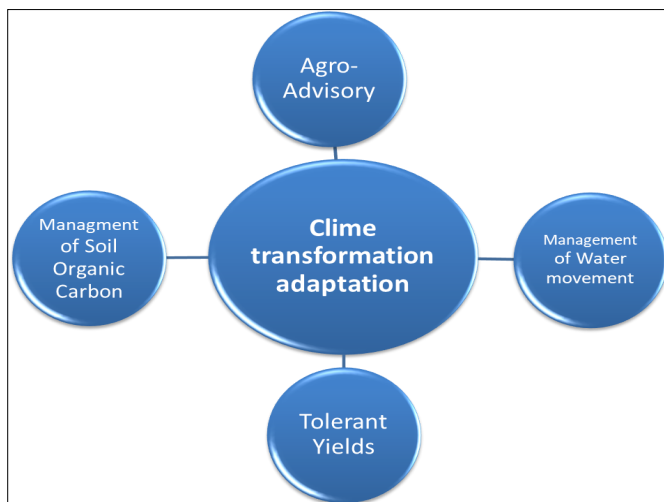 Agro-
Advisory
Managment
of Soil
Organic
Carbon
Clime
transformation
adaptation
Management
of Water
movement
Tolerant
Yields